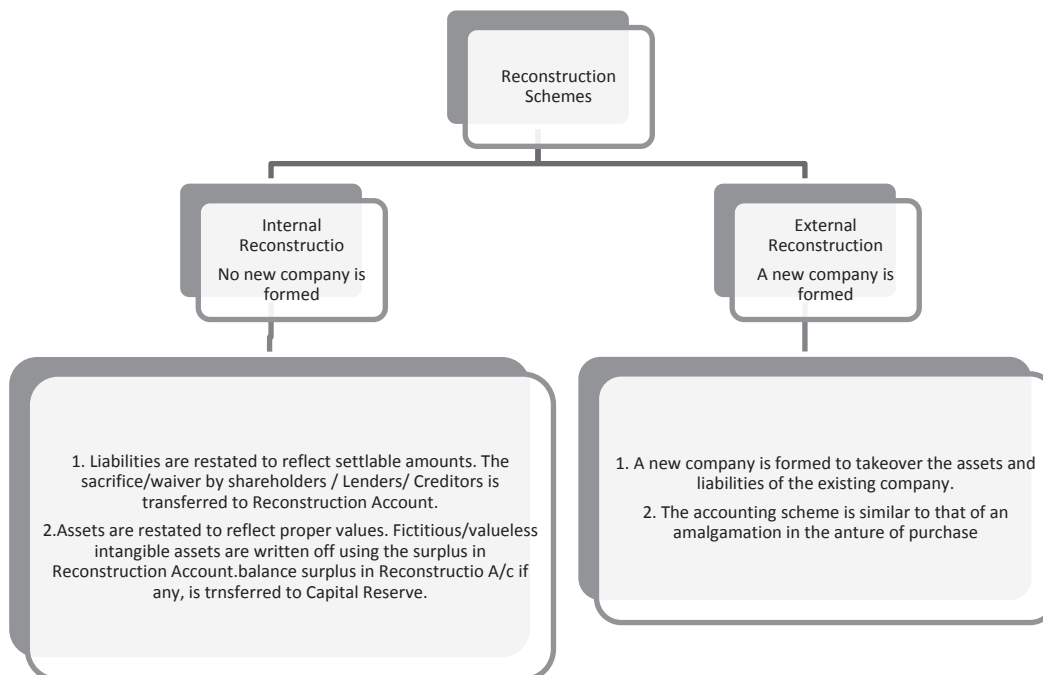 Reconstruction
Schemes
Internal
Reconstructio
No new company is
formed
External
Reconstruction
A new company is
formed
1. Liabilities are restated to reflect settlable amounts. The
sacrifice/waiver by shareholders / Lenders/ Creditors is
transferred to Reconstruction Account.
2.Assets are restated to reflect proper values. Fictitious/valueless
intangible assets are written off using the surplus in
Reconstruction Account.balance surplus in Reconstructio A/c if
any, is trnsferred to Capital Reserve.
1. A new company is formed to takeover the assets and
liabilities of the existing company.
2. The accounting scheme is similar to that of an
amalgamation in the anture of purchase